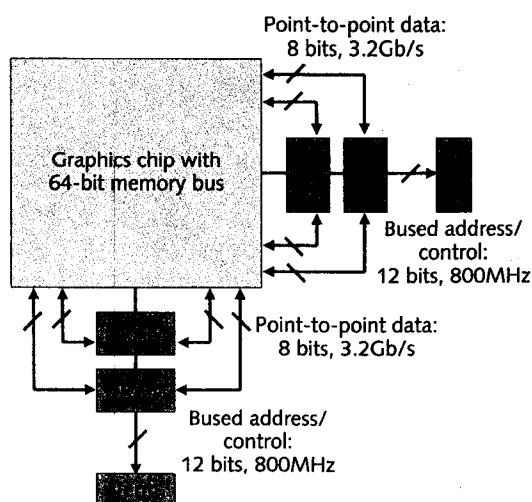 Point-to-point data:
8 bits, 3.2Gb/s
Graphics chip with
64-bit memory bus
Bused address/
control:
12 bits, 800MHz
Point-to-point data:
8 bits, 3.2Gb/s
Bused address/
control:
12 bits, 800MHz